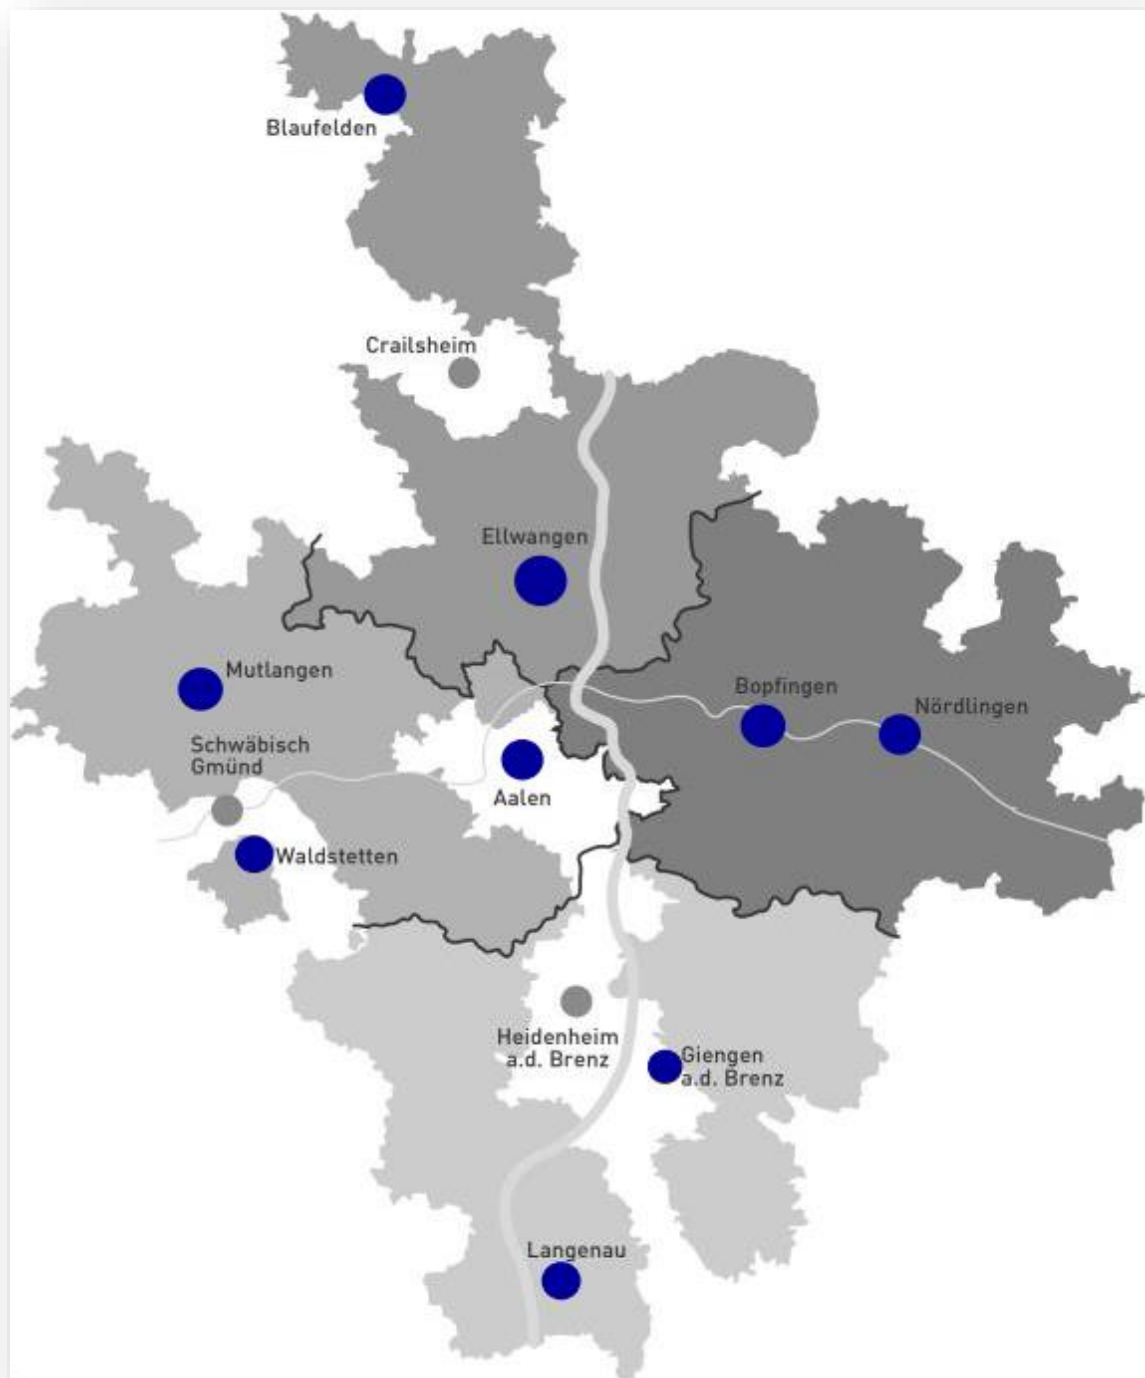 Blaufelden
Crailsheim
Ellwangen
Mutlangen
Bopfingen
Nördlingen
Schwäbisch
Gmünd
Aalen
Waldstetten
Heidenheim
a.d. Brenz
Giengen
a.d. Brenz
Langenau